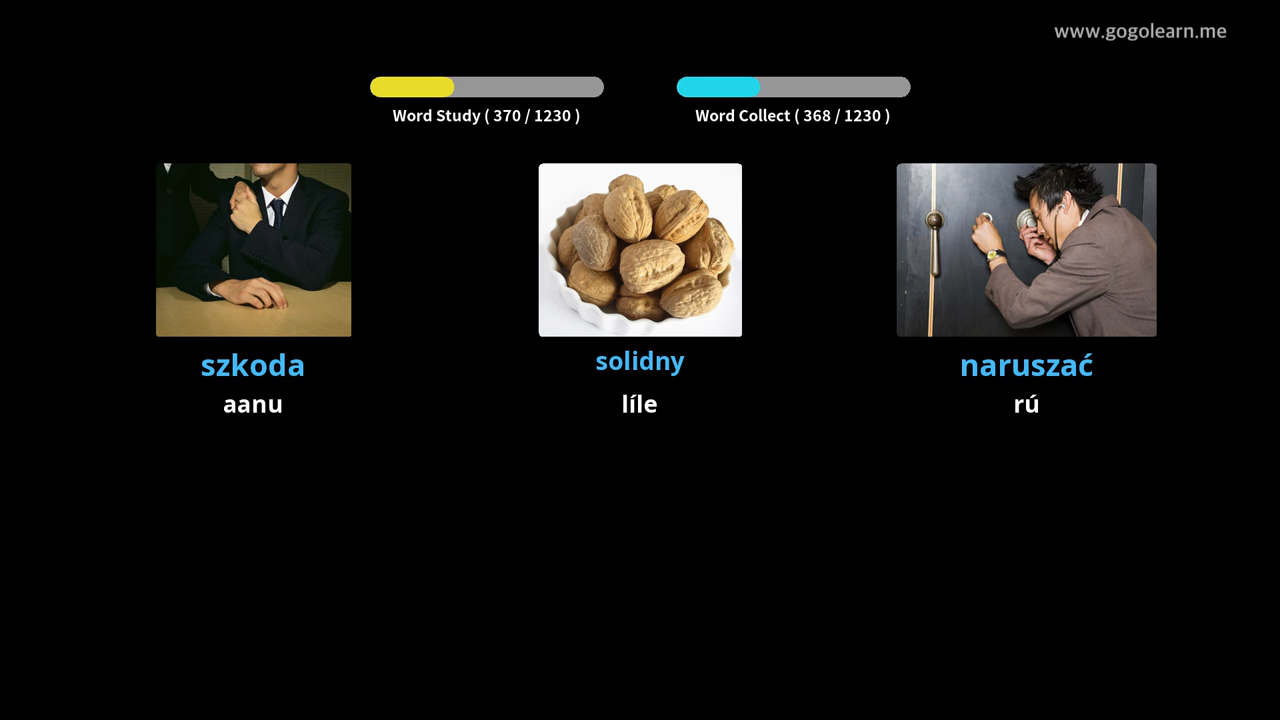 www.gogolearn.me
Word Study ( 370 / 1230 )
Word Collect ( 368 / 1230 )
szkoda
solidny
naruszać
aanu
líle
rú